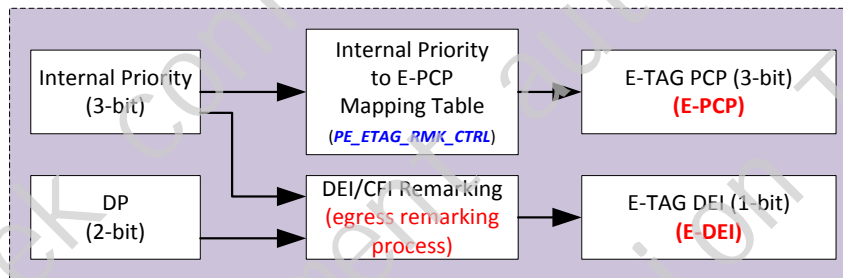 Internal Priority
(3-bit)
Internal Priority
to E-PCP
Mapping Table
(PE_ETAG_RMK_CTRL)
E-TAG PCP (3-bit)
(E-PCP)
DP
(2-bit)
DEI/CFI Remarking
(egress remarking
process)
E-TAG DEI (1-bit)
(E-DEI)